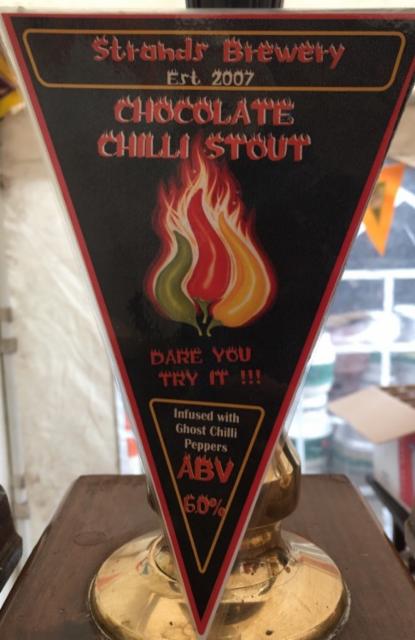 Strands Brewery
Est 2007
CHOCOLATE
CHILLI STOUT
DARE YOU
TRY IT !!!
Infused with
Ghost Chilli
Peppers
ABV
6.0%